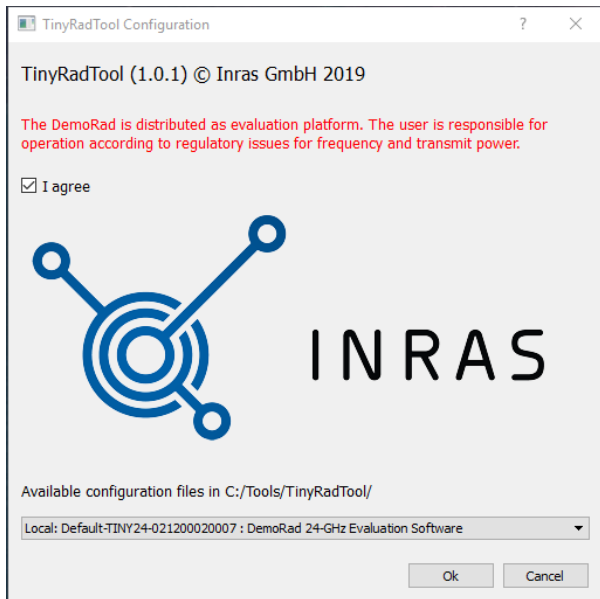 TinyRadTool Configuration
?
TinyRadTool (1.0.1) © Inras GmbH 2019
The DemoRad is distributed as evaluation platform. The user is responsible for
operation according to regulatory issues for frequency and transmit power.
I agree
INRAS
Available configuration files in C:/Tools/TinyRadTool/
Local: Default-TINY24-021200020007 : DemoRad 24-GHz Evaluation Software
Ok
Cancel